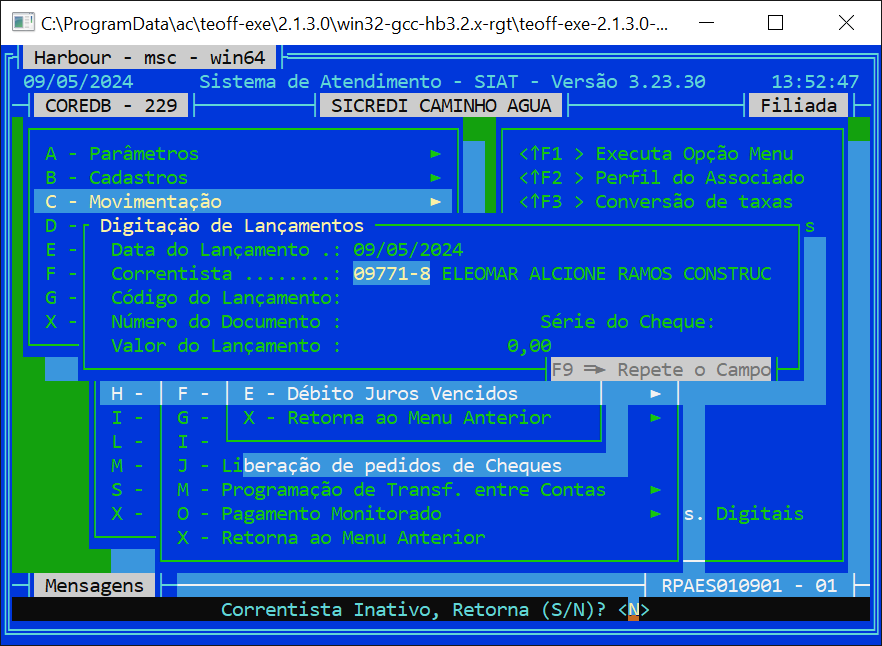 C:\ProgramData\ac\teoff-exe\2.1.3.0\win32-gcc-hb3.2.x-rgt\teoff-exe-2.1.3.0-...
Harbour - msc - win64
09/05/2024 Sistema de Atendimento - SIAT - Versão 3.23.30 13:52:47
COREDB - 229 SICREDI CAMINHO AGUA Filiada
A - Parâmetros ► <↑F1 > Executa Opção Menu
B - Cadastros ► <↑F2 > Perfil do Associado
C - Movimentação ► <↑F3 > Conversão de taxas
D - Digitação de Lançamentos s
E - Data do Lançamento .: 09/05/2024
F - Correntista ........: 09771-8 ELEOMAR ALCIONE RAMOS CONSTRUC
G - Código do Lançamento:
X - Número do Documento : Série do Cheque:
Valor do Lançamento : 0,00
F9 => Repete o Campo
H - F - E - Débito Juros Vencidos ►
I - G - X - Retorna ao Menu Anterior ►
L - I -
M - J - Liberação de pedidos de Cheques
S - M - Programação de Transf. entre Contas ►
X - O - Pagamento Monitorado ► s. Digitais
X - Retorna ao Menu Anterior
Mensagens RPAES010901 - 01
Correntista Inativo, Retorna (S/N)? <N>